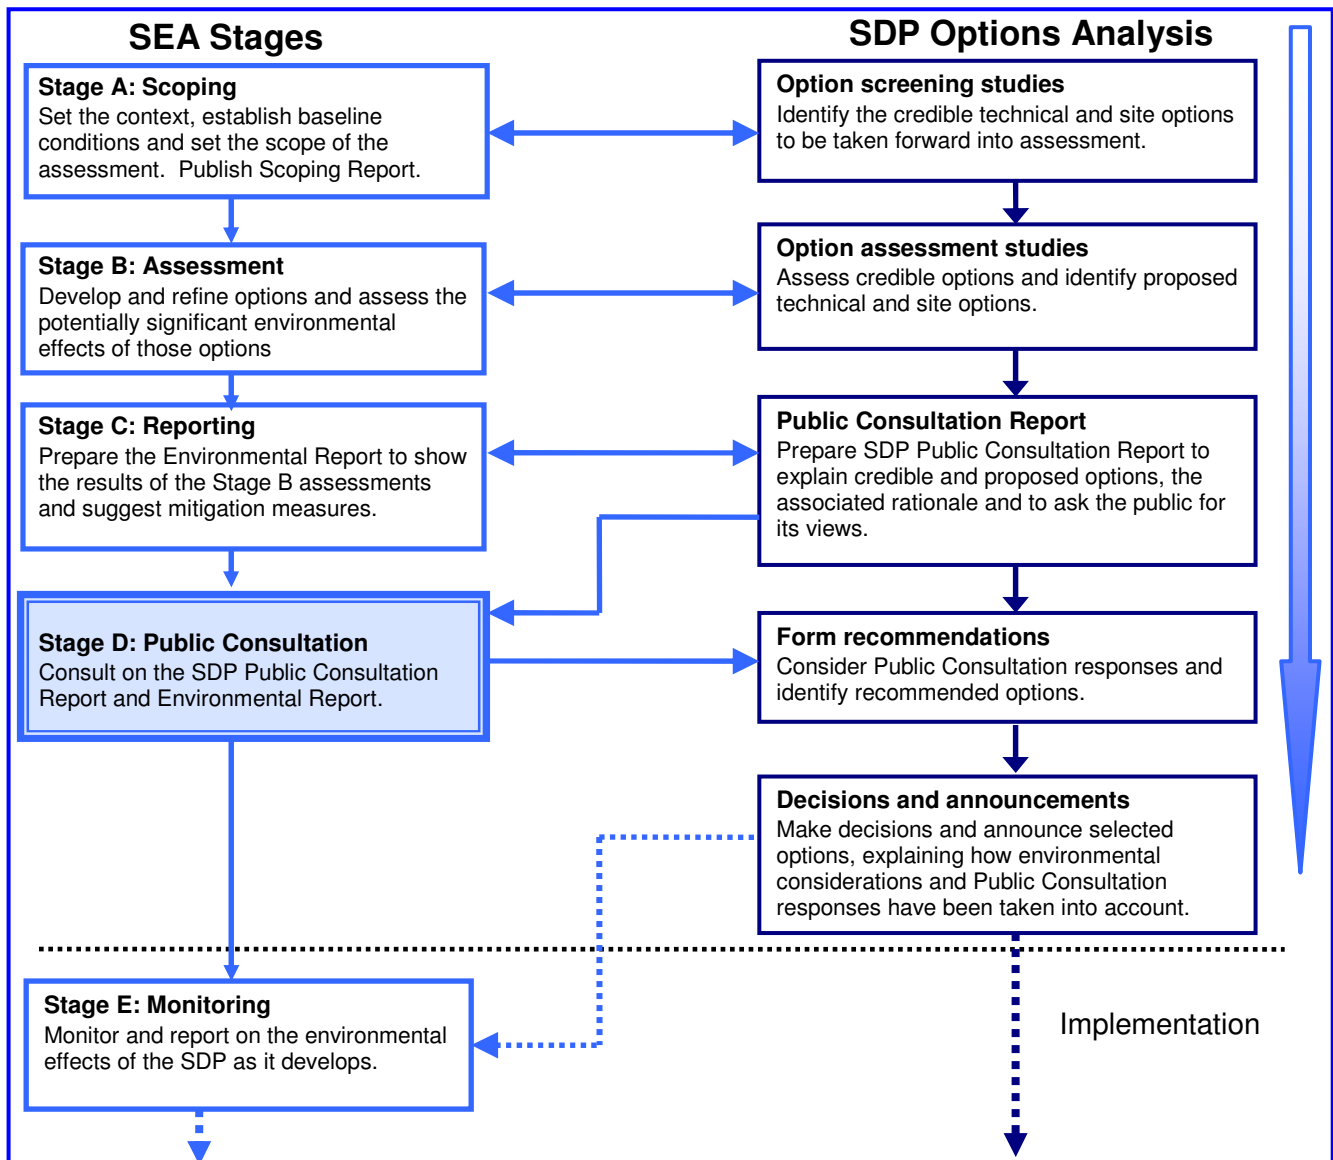 SEA Stages
SDP Options Analysis
Stage A: Scoping
Set the context, establish baseline
conditions and set the scope of the
assessment.  Publish Scoping Report.
Option screening studies
Identify the credible technical and site options
to be taken forward into assessment.
Stage B: Assessment
Develop and refine options and assess the
potentially significant environmental
effects of those options
Option assessment studies
Assess credible options and identify proposed
technical and site options.
Stage C: Reporting
Prepare the Environmental Report to show
the results of the Stage B assessments
and suggest mitigation measures.
Public Consultation Report
Prepare SDP Public Consultation Report to
explain credible and proposed options, the
associated rationale and to ask the public for
its views.
Stage D: Public Consultation
Consult on the SDP Public Consultation
Report and Environmental Report.
Form recommendations
Consider Public Consultation responses and
identify recommended options.
Decisions and announcements
Make decisions and announce selected
options, explaining how environmental
considerations and Public Consultation
responses have been taken into account.
Stage E: Monitoring
Monitor and report on the environmental
effects of the SDP as it develops.
Implementation